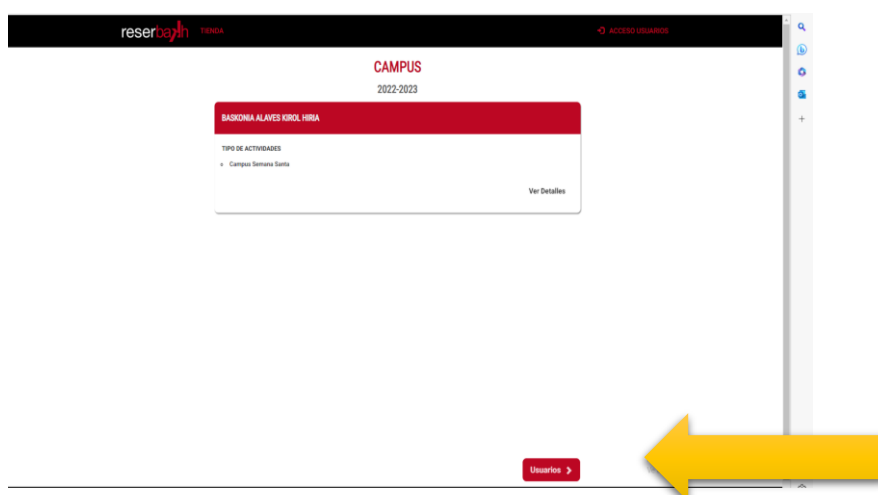 reserbakh TIENDA ACCESO USUARIOS
CAMPUS
2022-2023
BASKONIA ALAVES KIROL HIRIA
TIPO DE ACTIVIDADES
Campus Semana Santa
Ver Detalles
Usuarios